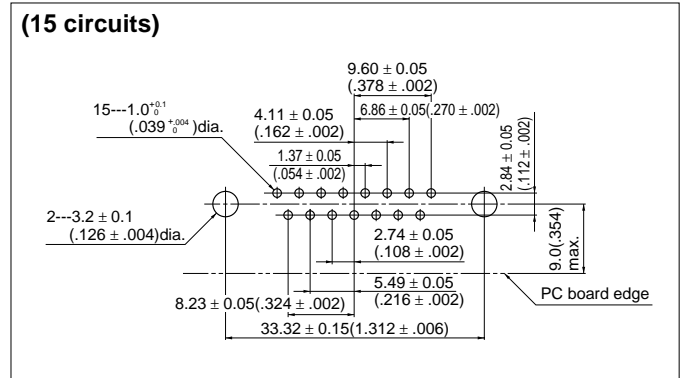 (15 circuits)
9.60 ± 0.05
(.378 ± .002)
15---1.0 +0.1 0
(.039 +.004 0 )dia.
4.11 ± 0.05
(.162 ± .002)
6.86 ± 0.05(.270 ± .002)
1.37 ± 0.05
(.054 ± .002)
2.84 ± 0.05
(.112 ± .002)
2---3.2 ± 0.1
(.126 ± .004)dia.
2.74 ± 0.05
(.108 ± .002)
9.0(.354)
max.
5.49 ± 0.05
(.216 ± .002)
PC board edge
8.23 ± 0.05(.324 ± .002)
33.32 ± 0.15(1.312 ± .006)